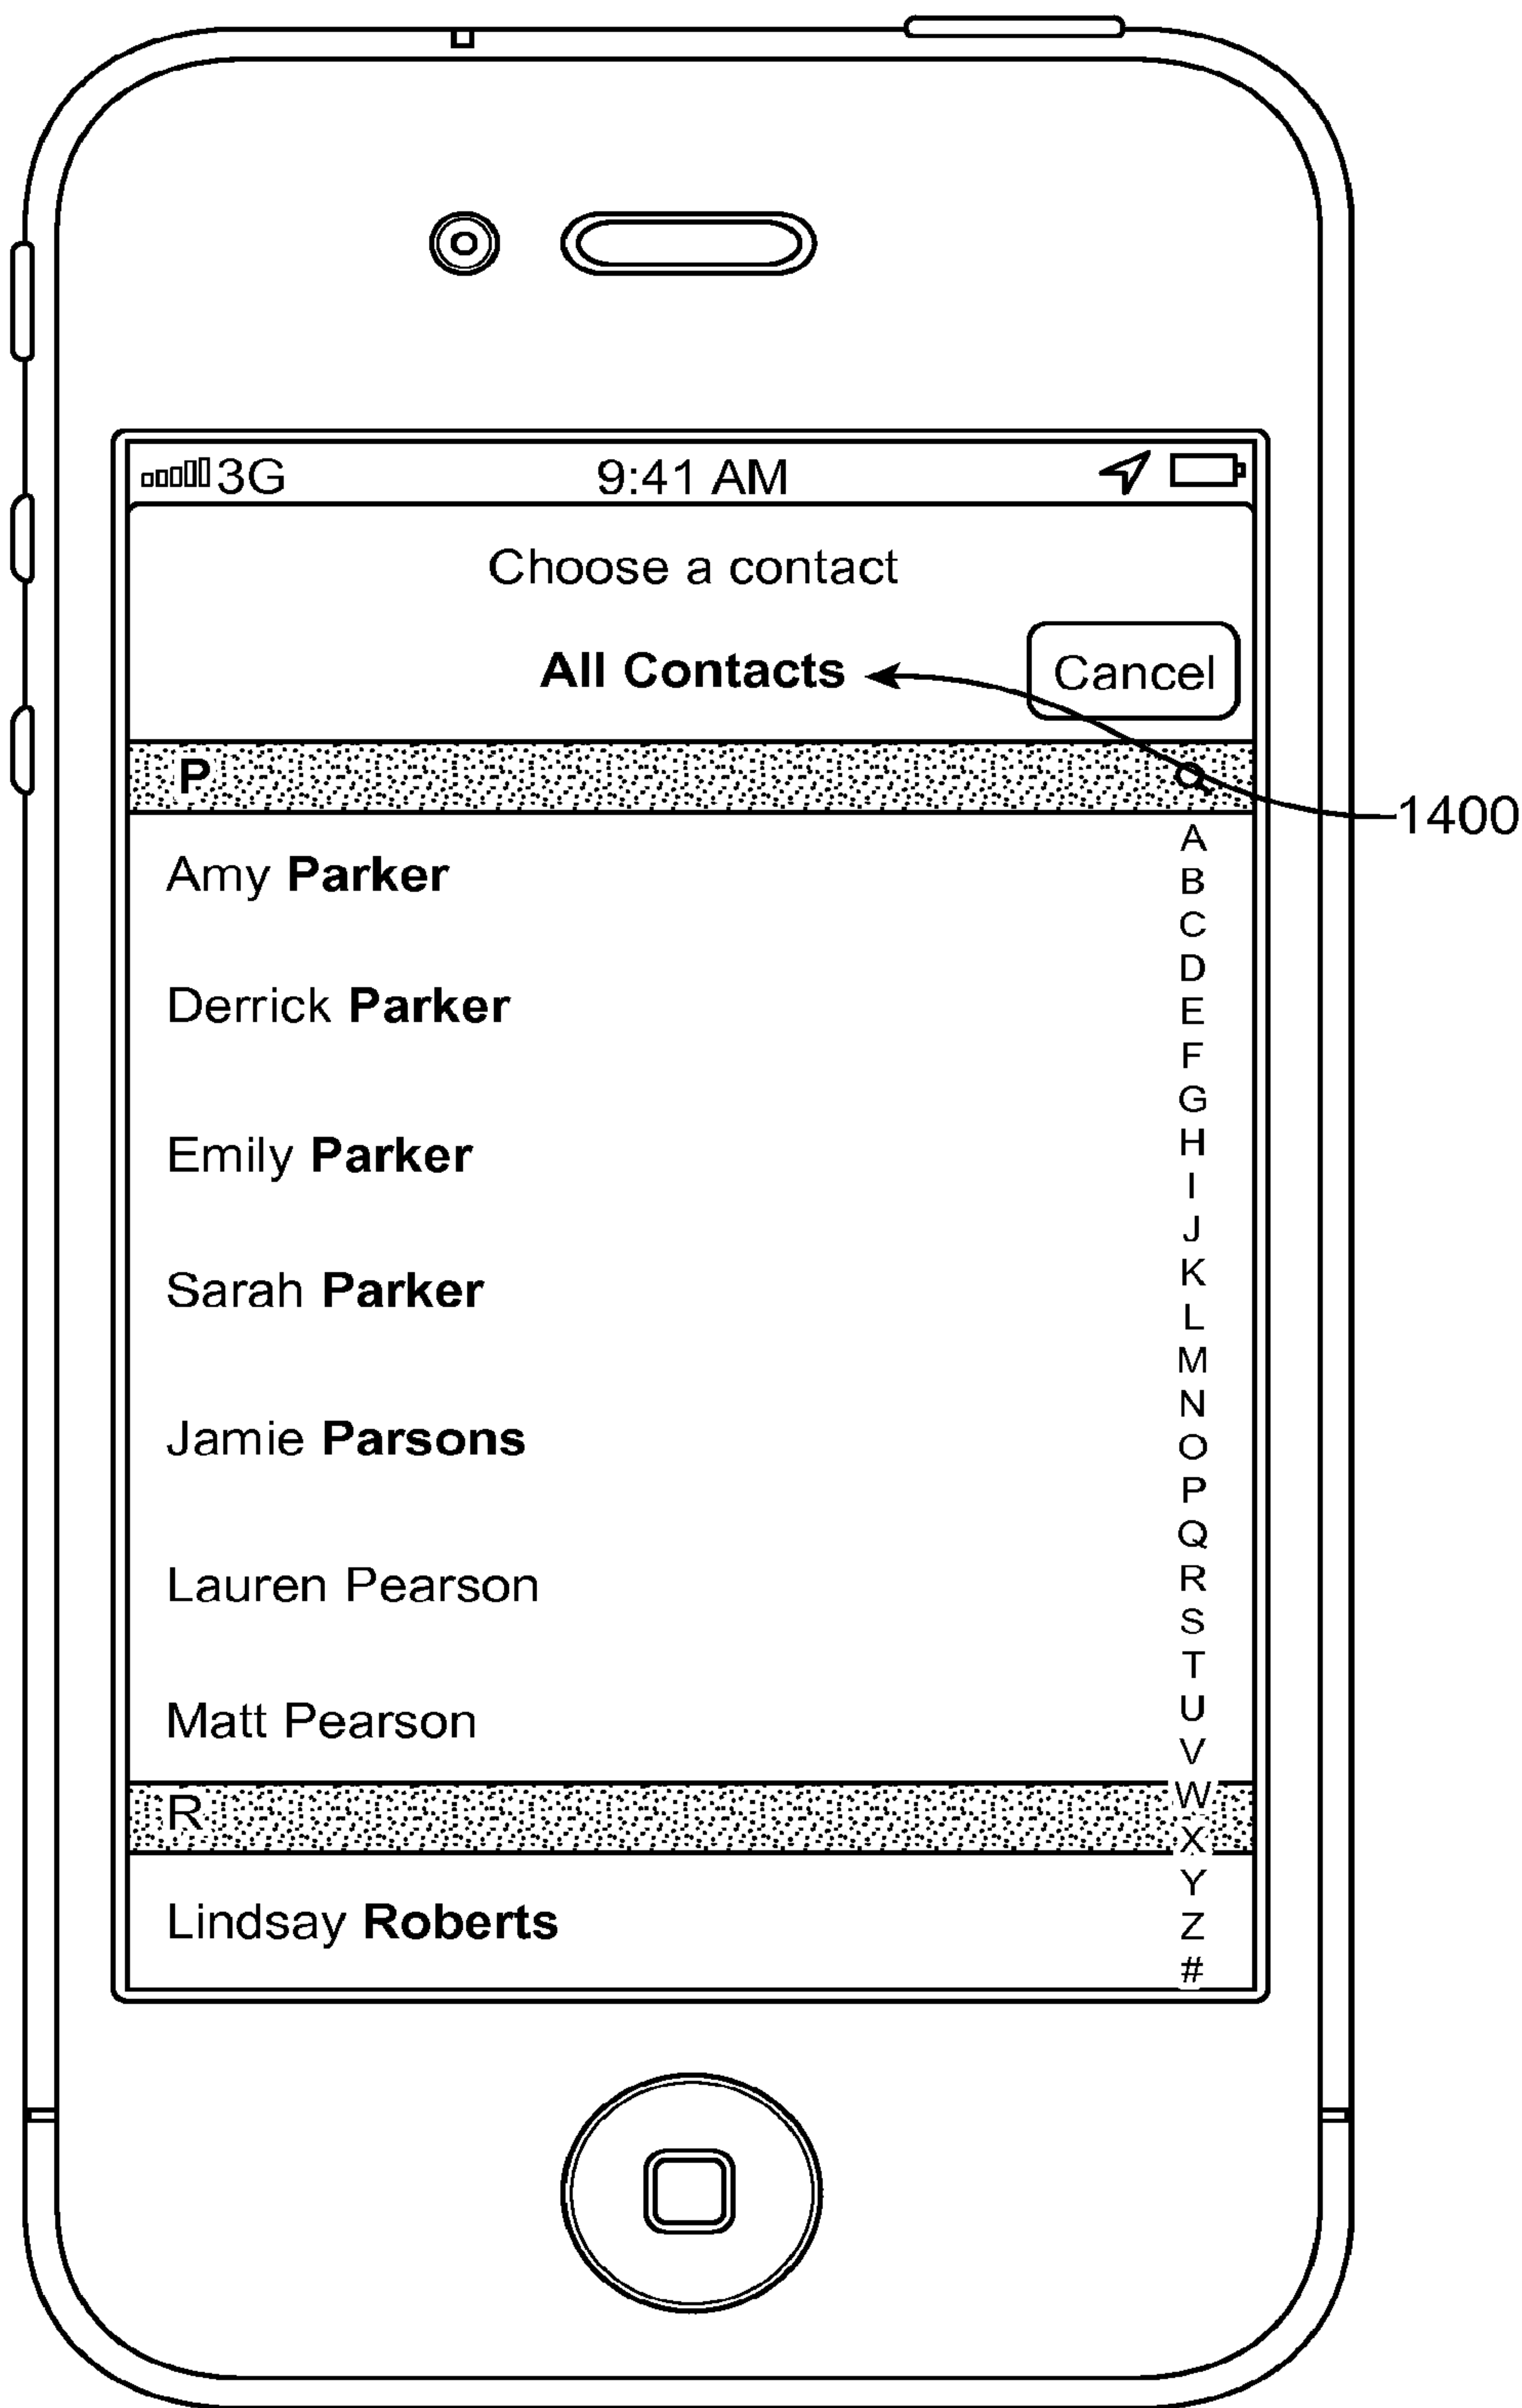 3G 9:41 AM
Choose a contact
All Contacts Cancel
P
1400
Amy Parker
Derrick Parker
Emily Parker
Sarah Parker
Jamie Parsons
Lauren Pearson
Matt Pearson
R
Lindsay Roberts
A
B
C
D
E
F
G
H
I
J
K
L
M
N
O
P
Q
R
S
T
U
V
W
X
Y
Z
#